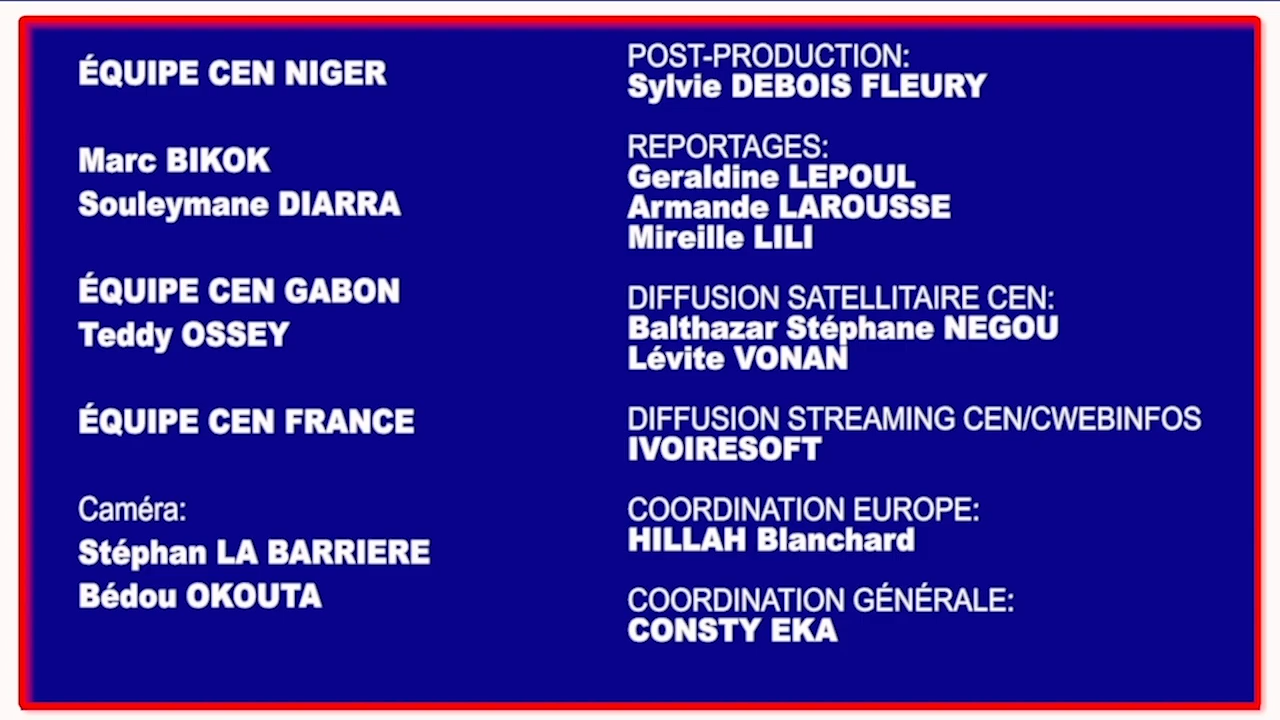 ÉQUIPE CEN NIGER
Marc BIKOK
Souleymane DIARRA
ÉQUIPE CEN GABON
Teddy OSSEY
ÉQUIPE CEN FRANCE
Caméra:
Stéphan LA BARRIERE
Bédou OKOUTA
POST-PRODUCTION:
Sylvie DEBOIS FLEURY
REPORTAGES:
Geraldine LEPOUL
Armande LAROUSSE
Mireille LILI
DIFFUSION SATELLITAIRE CEN:
Balthazar Stéphane NEGOU
Lévite VONAN
DIFFUSION STREAMING CEN/CWEBINFOS
IVOIRESOFT
COORDINATION EUROPE:
HILLAH Blanchard
COORDINATION GÉNÉRALE:
CONSTY EKA